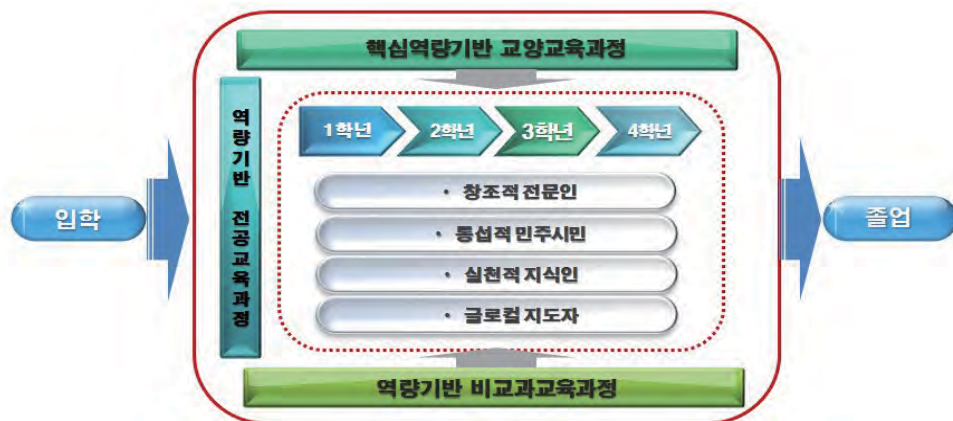 핵심역량기반 교양교육과정
역량기반 전공교육과정
1학년
2학년
3학년
4학년
• 창조적 전문인
• 통섭적 민주시민
• 실천적 지식인
• 글로컬 지도자
입학
졸업
역량기반 비교과교육과정